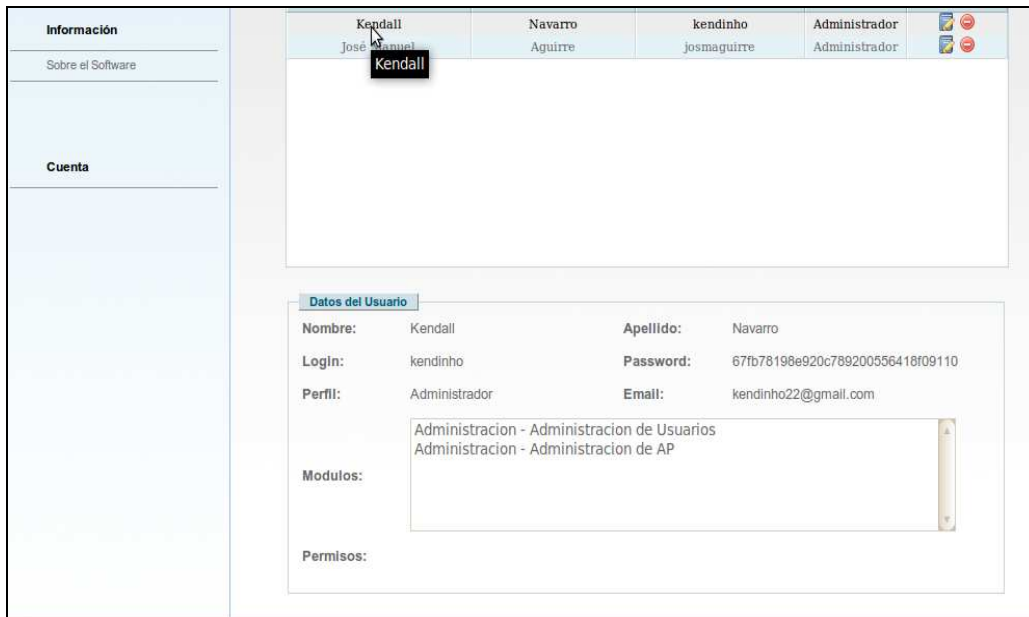 Información
Sobre el Software
Cuenta
Kendall Navarro kendinho Administrador
José Manuel Aguirre josmaguirre Administrador
Kendall
Datos del Usuario
Nombre: Kendall Apellido: Navarro
Login: kendinho Password: 67fb78198e920c789200556418f09110
Perfil: Administrador Email: kendinho22@gmail.com
Modulos:
Administracion - Administracion de Usuarios
Administracion - Administracion de AP
Permisos: